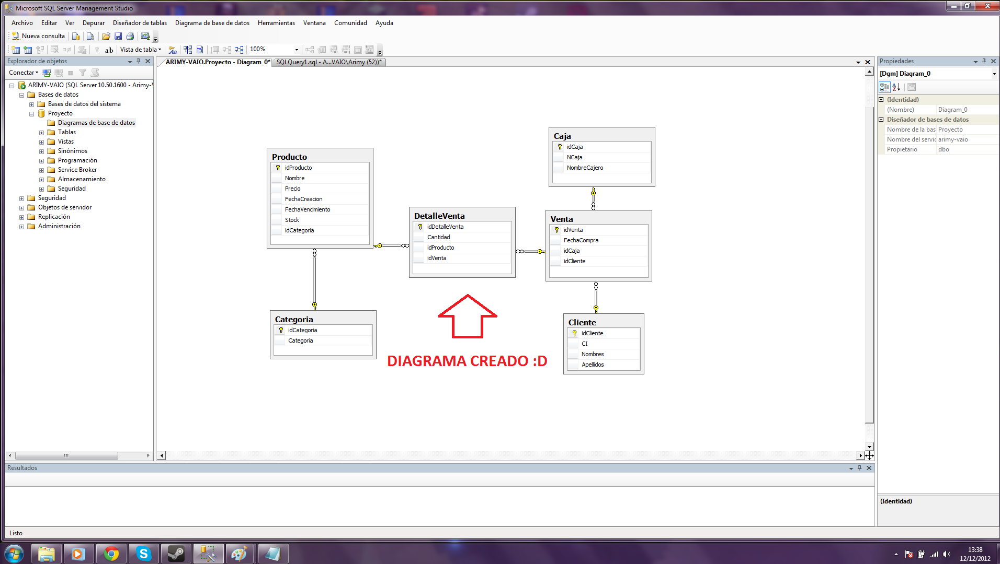 Microsoft SQL Server Management Studio
Archivo Editar Ver Depurar Diseñador de tablas Diagrama de base de datos Herramientas Ventana Comunidad Ayuda
Nueva consulta
ab| Vista de tabla 100%
Explorador de objetos
Conectar
ARIMY-VAIO (SQL Server 10.50.1600 - Arimy-V
Bases de datos
Bases de datos del sistema
Proyecto
Diagramas de base de datos
Tablas
Vistas
Sinónimos
Programación
Service Broker
Almacenamiento
Seguridad
Seguridad
Objetos de servidor
Replicación
Administración
ARIMY-VAIO.Proyecto - Diagram_0* SQLQuery1.sql - A...VAIO\Arimy (52))*
Producto
idProducto
Nombre
Precio
FechaCreacion
FechaVencimiento
Stock
idCategoria
Categoria
idCategoria
Categoria
DetalleVenta
idDetalleVenta
Cantidad
idProducto
idVenta
Caja
idCaja
NCaja
NombreCajero
Venta
idVenta
FechaCompra
idCaja
idCliente
Cliente
idCliente
CI
Nombres
Apellidos
DIAGRAMA CREADO :D
Propiedades
[Dgm] Diagram_0
(Identidad)
(Nombre) Diagram_0
Diseñador de bases de datos
Nombre de la bas Proyecto
Nombre del servic arimy-vaio
Propietario dbo
(Identidad)
Resultados
Listo
13:38
12/12/2012